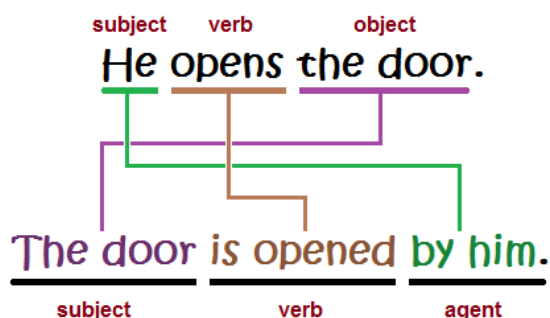 subject verb object
He opens the door.
The door is opened by him.
subject verb agent